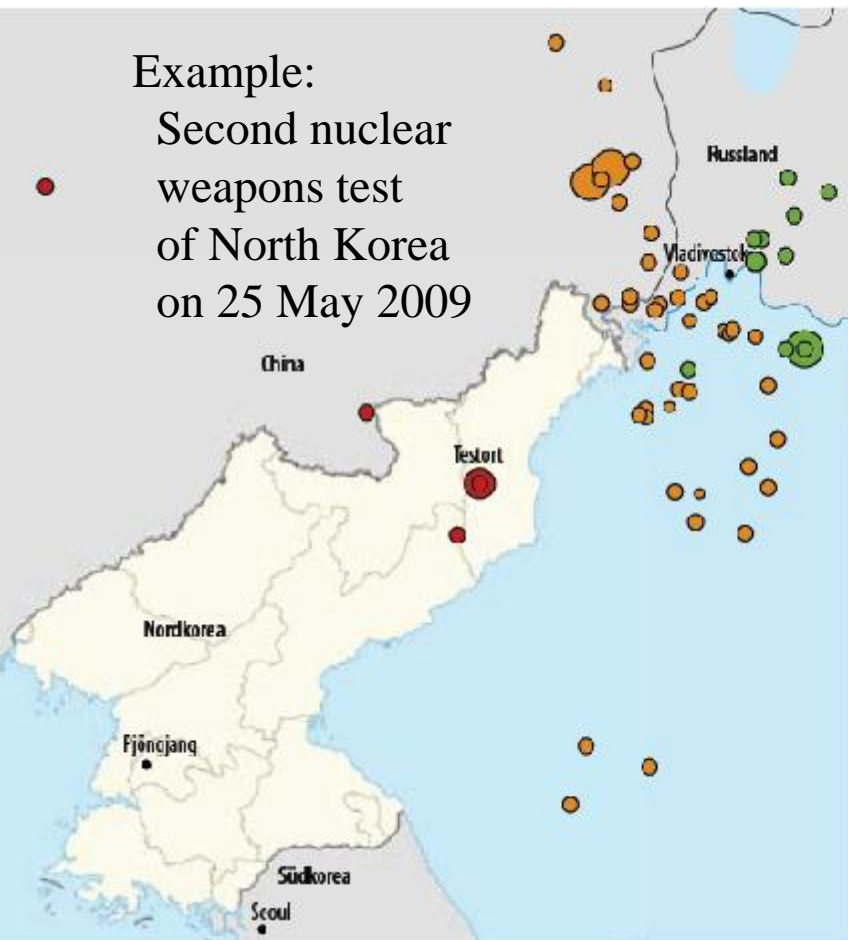 Example:
Second nuclear
weapons test
of North Korea
on 25 May 2009
Russland
Vladivostok
China
Testort
Nordkorea
Pjöngjang
Südkorea
Seoul